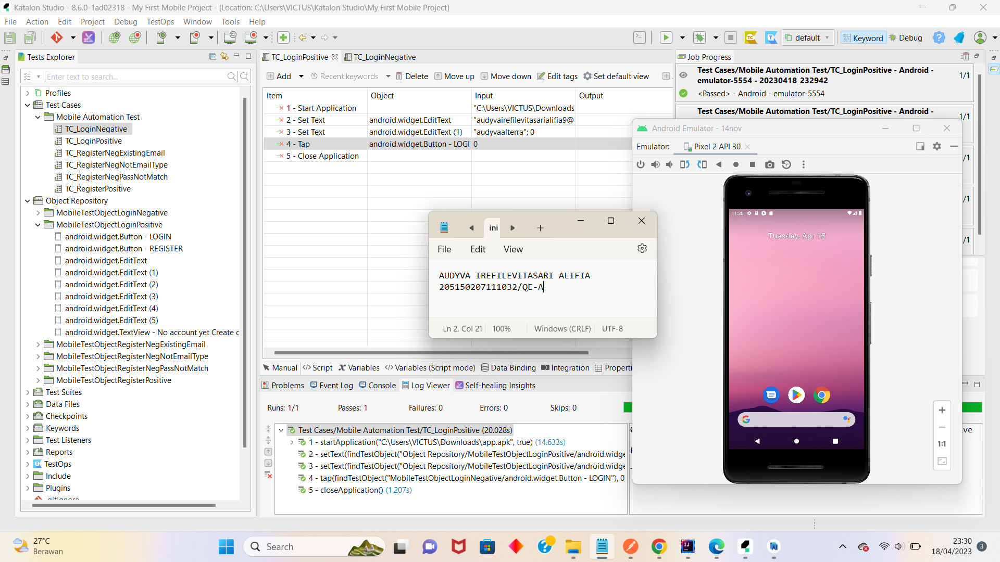 Katalon Studio - 8.6.0-1ad02318 - My First Mobile Project - [Location: C:\Users\VICTUS\Katalon Studio\My First Mobile Project]
File Action Edit Project Debug TestOps Window Tools Help
default Keyword Debug
Tests Explorer
Enter text to search...
Profiles
Test Cases
Mobile Automation Test
TC_LoginNegative
TC_LoginPositive
TC_RegisterNegExistingEmail
TC_RegisterNegNotEmailType
TC_RegisterNegPassNotMatch
TC_RegisterPositive
Object Repository
MobileTestObjectLoginNegative
MobileTestObjectLoginPositive
android.widget.Button - LOGIN
android.widget.Button - REGISTER
android.widget.EditText
android.widget.EditText (1)
android.widget.EditText (2)
android.widget.EditText (3)
android.widget.EditText (4)
android.widget.EditText (5)
android.widget.TextView - No account yet Create c
MobileTestObjectRegisterNegExistingEmail
MobileTestObjectRegisterNegNotEmailType
MobileTestObjectRegisterNegPassNotMatch
MobileTestObjectRegisterPositive
Test Suites
Data Files
Checkpoints
Keywords
Test Listeners
Reports
TestOps
Include
Plugins
TC_LoginPositive TC_LoginNegative
Add Recent keywords Delete Move up Move down Edit tags Set default view
Item Object Input Output
1 - Start Application "C:\Users\VICTUS\Downloads
2 - Set Text android.widget.EditText "audyvairefilevitasarialifia9@
3 - Set Text android.widget.EditText (1) "audyvaalterra"; 0
4 - Tap android.widget.Button - LOGI 0
5 - Close Application
Manual Script Variables Variables (Script mode) Data Binding Integration Properti
Problems Event Log Console Log Viewer Self-healing Insights
Runs: 1/1 Passes: 1 Failures: 0 Errors: 0 Skips: 0
Test Cases/Mobile Automation Test/TC_LoginPositive (20.028s)
1 - startApplication("C:\Users\VICTUS\Downloads\app.apk", true) (14.633s)
2 - setText(findTestObject("Object Repository/MobileTestObjectLoginPositive/android.widge
3 - setText(findTestObject("Object Repository/MobileTestObjectLoginPositive/android.widge
4 - tap(findTestObject("MobileTestObjectLoginNegative/android.widget.Button - LOGIN"), 0)
5 - closeApplication() (1.207s)
Job Progress
Test Cases/Mobile Automation Test/TC_LoginPositive - Android -
emulator-5554 - 20230418_232942
1/1
<Passed> - Android - emulator-5554
Test Cases/Mobile Automation Test/TC_LoginPositive - Android -
1/1
/1
/1
/1
Android Emulator - 14nov
Emulator: Pixel 2 API 30
11:30
Tuesday, Apr 18
1:1
ini
File Edit View
AUDYVA IREFILEVITASARI ALIFIA
205150207111032/QE-A
Ln 2, Col 21 100% Windows (CRLF) UTF-8
27°C
Berawan
Search
23:30
18/04/2023
3